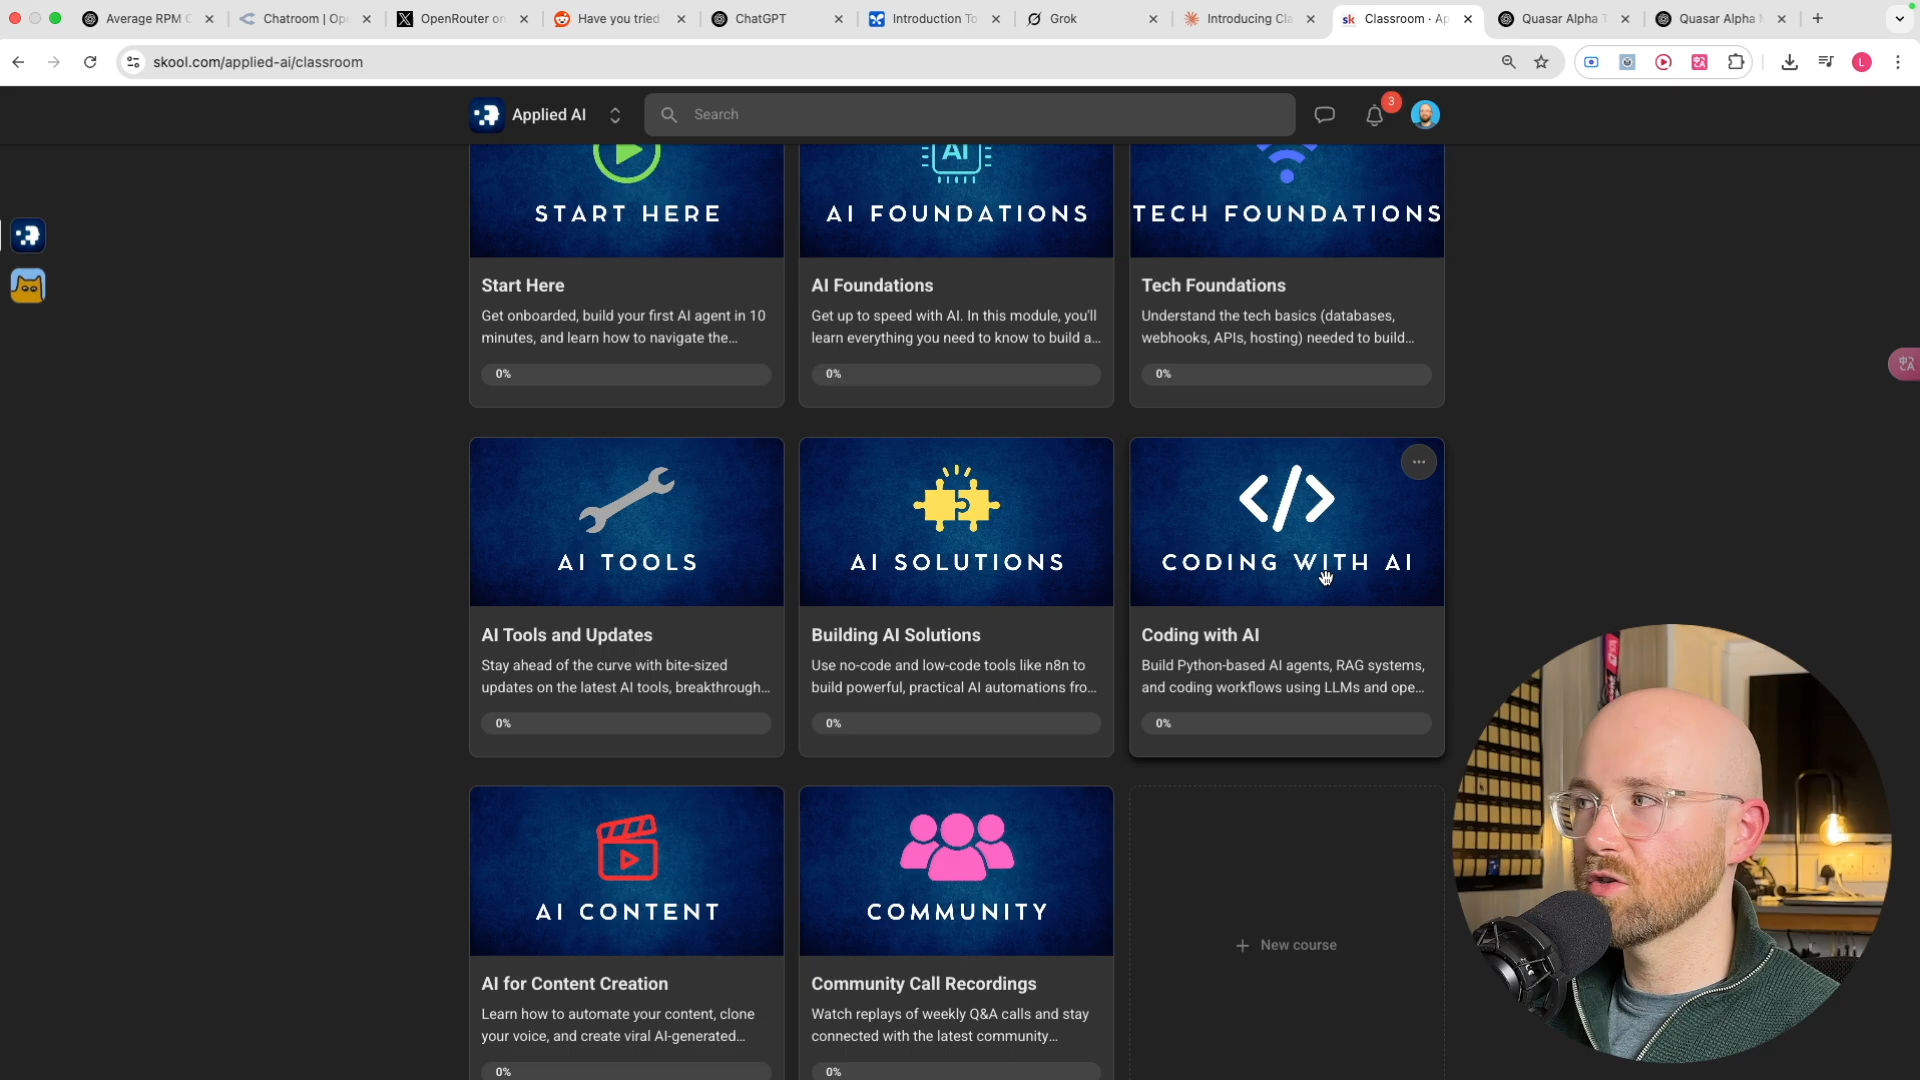 Average RPM C
Chatroom | Op
OpenRouter on
Have you tried
ChatGPT
Introduction To
Grok
Introducing Cla
sk
Classroom · Ap
Quasar Alpha T
Quasar Alpha M
skool.com/applied-ai/classroom
L
Applied AI
Search
3
AI
START HERE
AI FOUNDATIONS
TECH FOUNDATIONS
Start Here
AI Foundations
Tech Foundations
Get onboarded, build your first AI agent in 10
minutes, and learn how to navigate the...
Get up to speed with AI. In this module, you'll
learn everything you need to know to build a...
Understand the tech basics (databases,
webhooks, APIs, hosting) needed to build...
0%
0%
0%
AI TOOLS
AI SOLUTIONS
</>
CODING WITH AI
AI Tools and Updates
Building AI Solutions
Coding with AI
Stay ahead of the curve with bite-sized
updates on the latest AI tools, breakthrough...
Use no-code and low-code tools like n8n to
build powerful, practical AI automations fro...
Build Python-based AI agents, RAG systems,
and coding workflows using LLMs and ope...
0%
0%
0%
AI CONTENT
COMMUNITY
New course
AI for Content Creation
Community Call Recordings
Learn how to automate your content, clone
your voice, and create viral AI-generated...
Watch replays of weekly Q&A calls and stay
connected with the latest community...
0%
0%